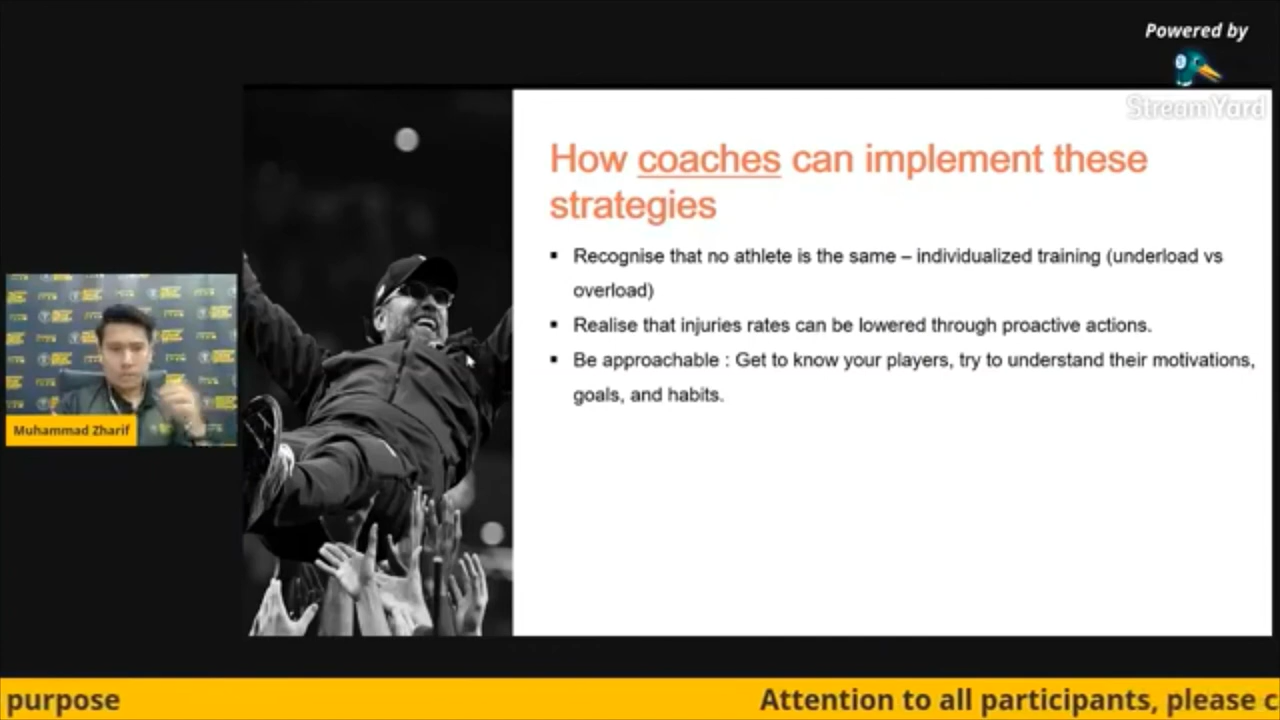 Powered by
StreamYard
How coaches can implement these
strategies
▪ Recognise that no athlete is the same – individualized training (underload vs
overload)
▪ Realise that injuries rates can be lowered through proactive actions.
▪ Be approachable : Get to know your players, try to understand their motivations,
goals, and habits.
Muhammad Zharif
purpose
Attention to all participants, please c